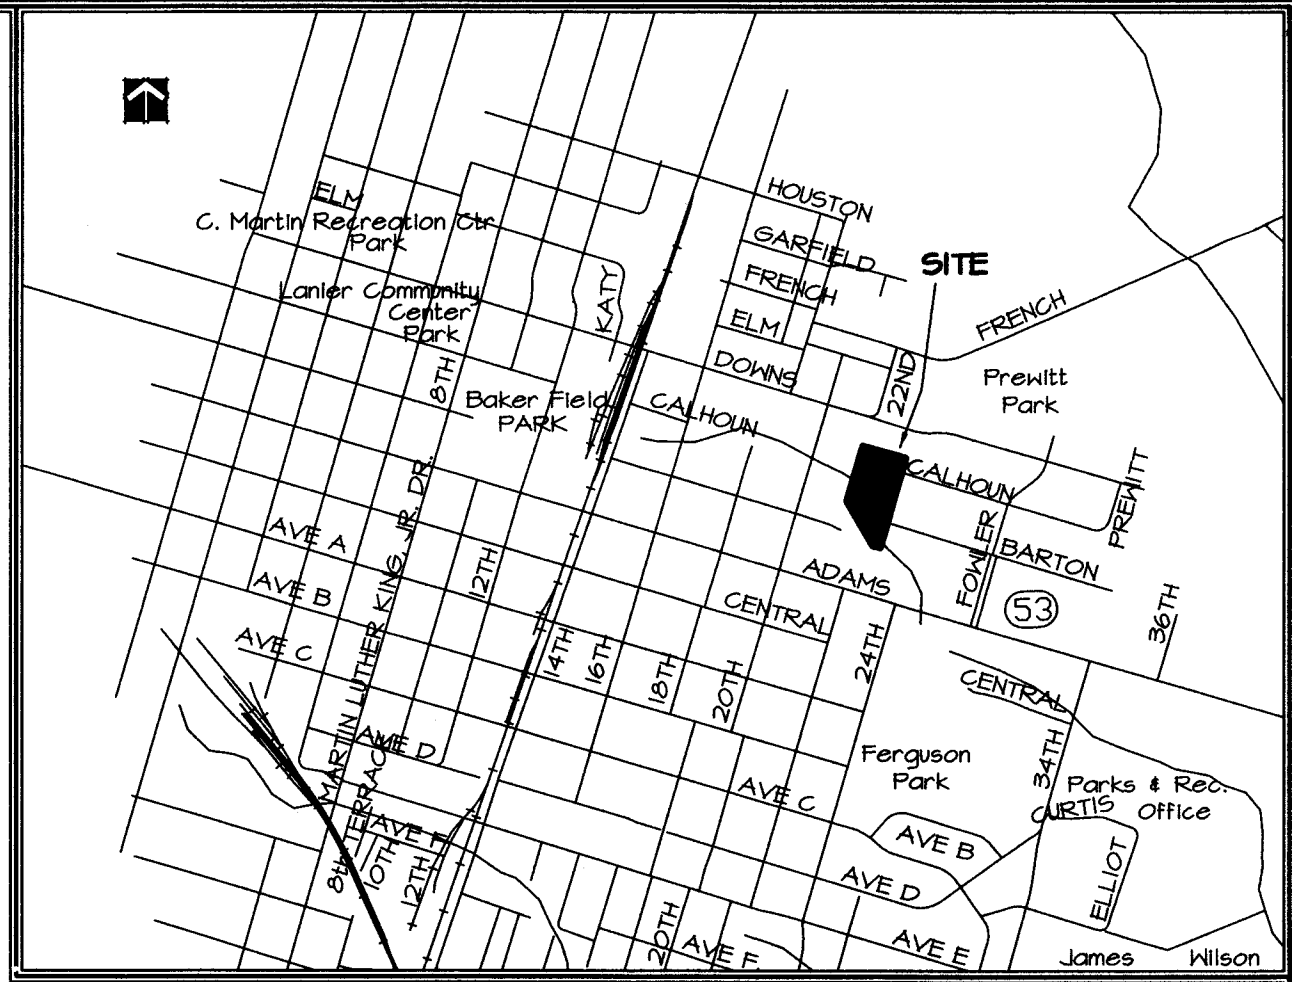 HOUSTON
ELM
C. Martin Recreation Ctr
Park
GARFIELD
SITE
FRENCH
Lanier Community
Center
Park
KATY
ELM
FRENCH
DOWNS
22ND
Prewitt
Park
8TH
Baker Field
PARK
CALHOUN
CALHOUN
PREWITT
MARTIN LUTHER KING, JR. DR.
AVE A
12TH
FOWLER
BARTON
ADAMS
AVE B
CENTRAL
53
36TH
AVE C
14TH
16TH
18TH
20TH
24TH
CENTRAL
AVE D
34TH
Ferguson
Park
Parks & Rec.
Office
CURTIS
AVE C
8th TERRACE
10TH
12TH
AVE B
ELLIOT
AVE D
20TH
AVE F
AVE E
James Wilson